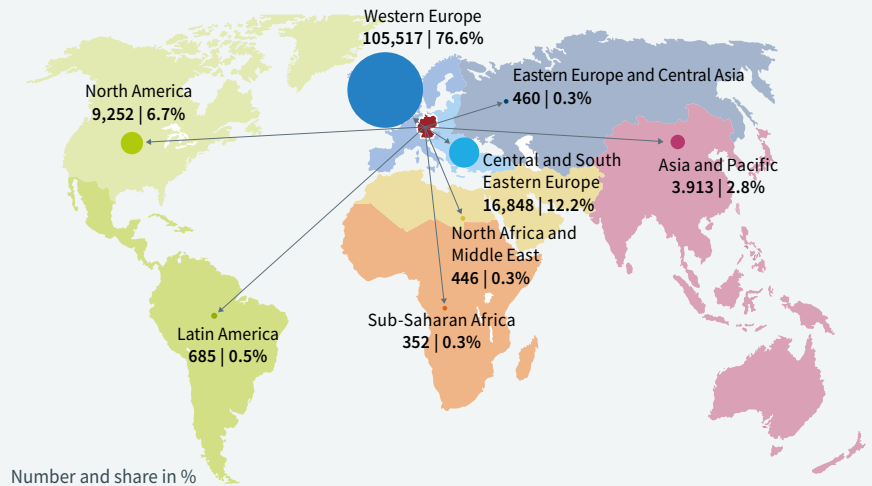 Western Europe
105,517 | 76.6%
North America
9,252 | 6.7%
Eastern Europe and Central Asia
460 | 0.3%
Central and South
Eastern Europe
16,848 | 12.2%
Asia and Pacific
3.913 | 2.8%
North Africa and
Middle East
446 | 0.3%
Sub-Saharan Africa
352 | 0.3%
Latin America
685 | 0.5%
Number and share in %